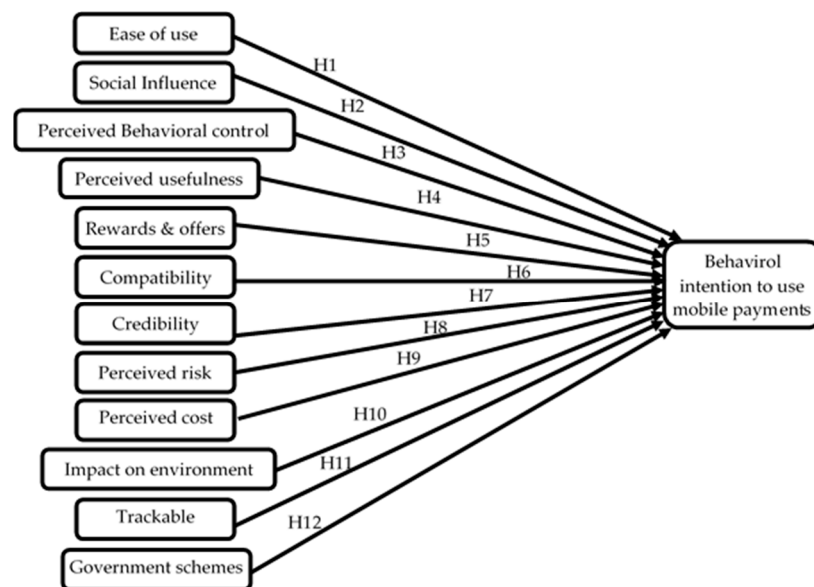 Ease of use
H1
Social Influence
H2
Perceived Behavioral control
H3
Perceived usefulness
H4
Rewards & offers
H5
Compatibility
H6
Credibility
H7
Perceived risk
H8
Perceived cost
H9
Impact on environment
H10
Trackable
H11
Government schemes
H12
Behavirol
intention to use
mobile payments